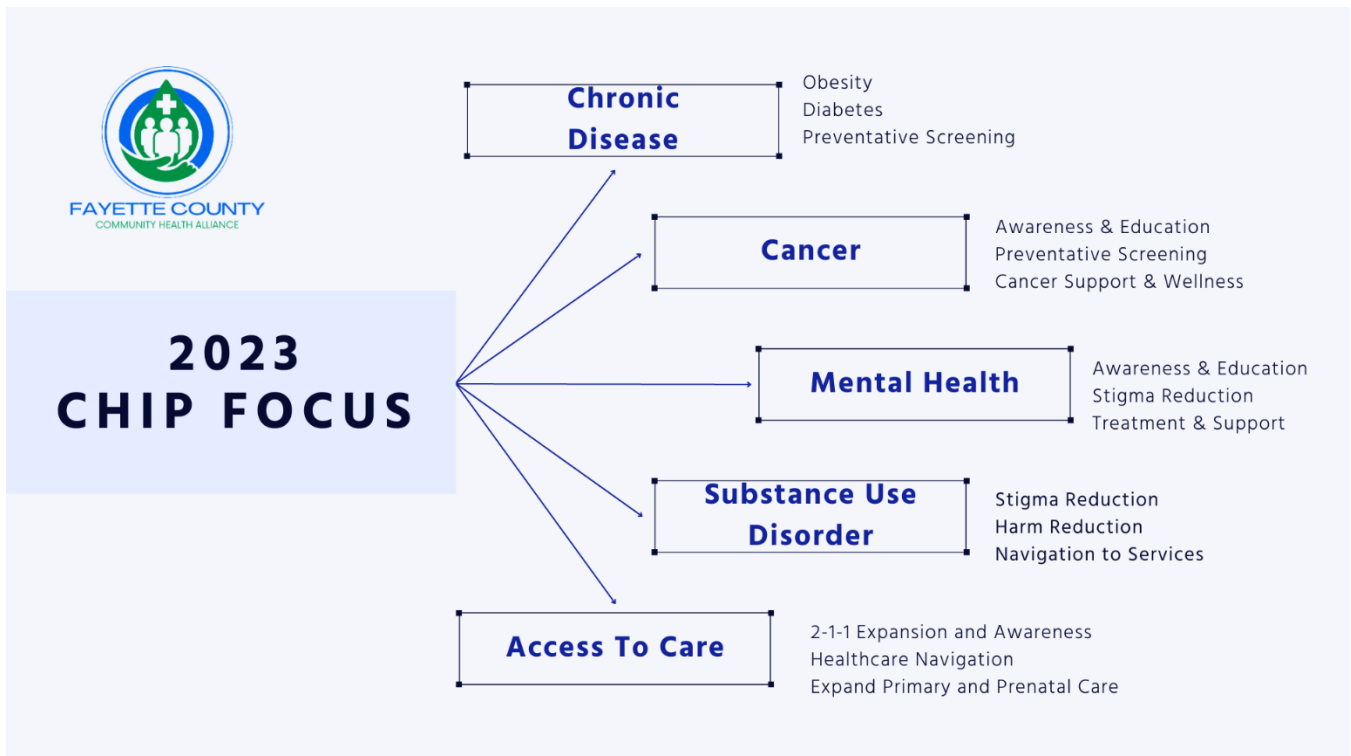 FAYETTE COUNTY
COMMUNITY HEALTH ALLIANCE
2023
CHIP FOCUS
Chronic
Disease
Obesity
Diabetes
Preventative Screening
Cancer
Awareness & Education
Preventative Screening
Cancer Support & Wellness
Mental Health
Awareness & Education
Stigma Reduction
Treatment & Support
Substance Use
Disorder
Stigma Reduction
Harm Reduction
Navigation to Services
Access To Care
2-1-1 Expansion and Awareness
Healthcare Navigation
Expand Primary and Prenatal Care